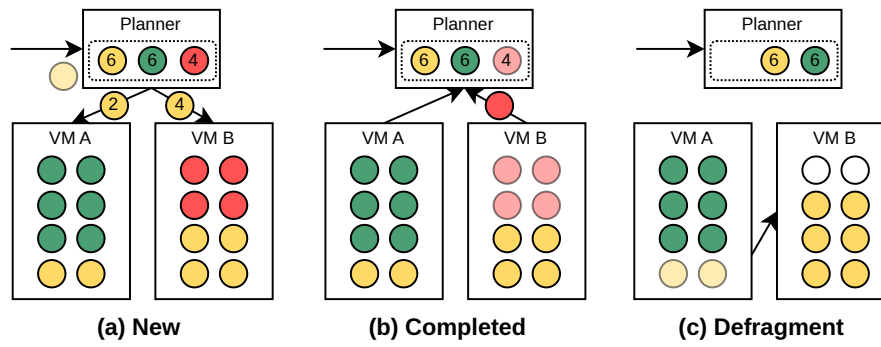 Planner
6 6 4
2 4
VM A
VM B
(a) New
Planner
6 6 4
VM A
VM B
(b) Completed
Planner
6 6
VM A
VM B
(c) Defragment